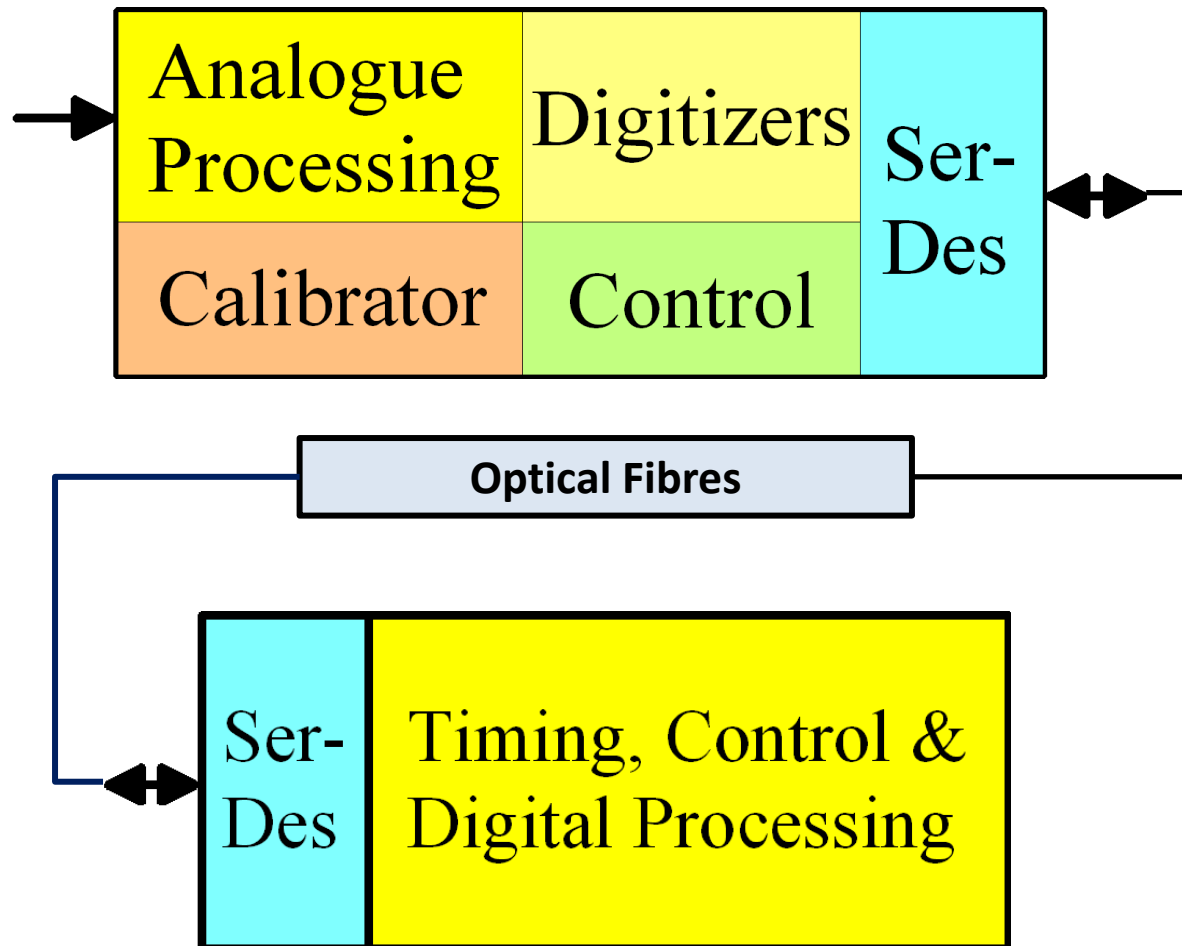 Analogue
Processing
Digitizers
Ser-
Des
Calibrator
Control
Optical Fibres
Ser-
Des
Timing, Control &
Digital Processing